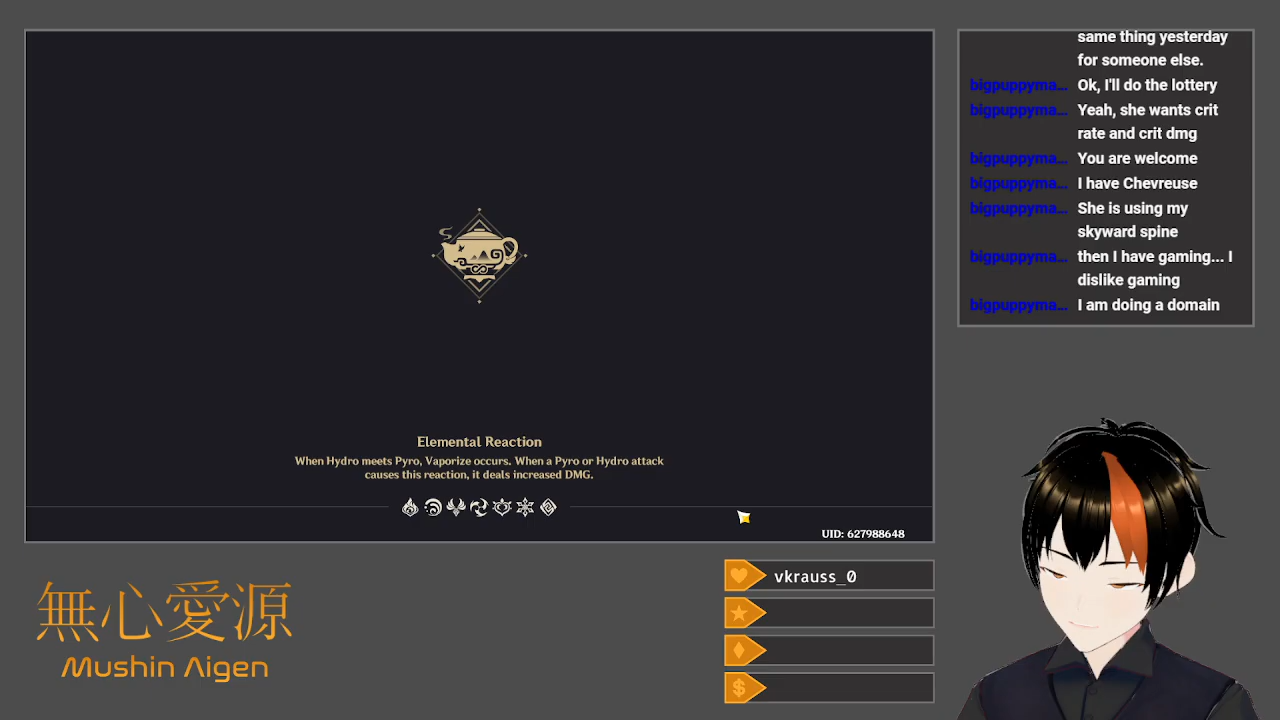 same thing yesterday
for someone else.
bigpuppyma... Ok, I'll do the lottery
bigpuppyma... Yeah, she wants crit
rate and crit dmg
bigpuppyma... You are welcome
bigpuppyma... I have Chevreuse
bigpuppyma... She is using my
skyward spine
bigpuppyma... then I have gaming... I
dislike gaming
bigpuppyma... I am doing a domain
Elemental Reaction
When Hydro meets Pyro, Vaporize occurs. When a Pyro or Hydro attack
causes this reaction, it deals increased DMG.
UID: 627988648
vkrauss_0
$
無心愛源
Mushin Aigen